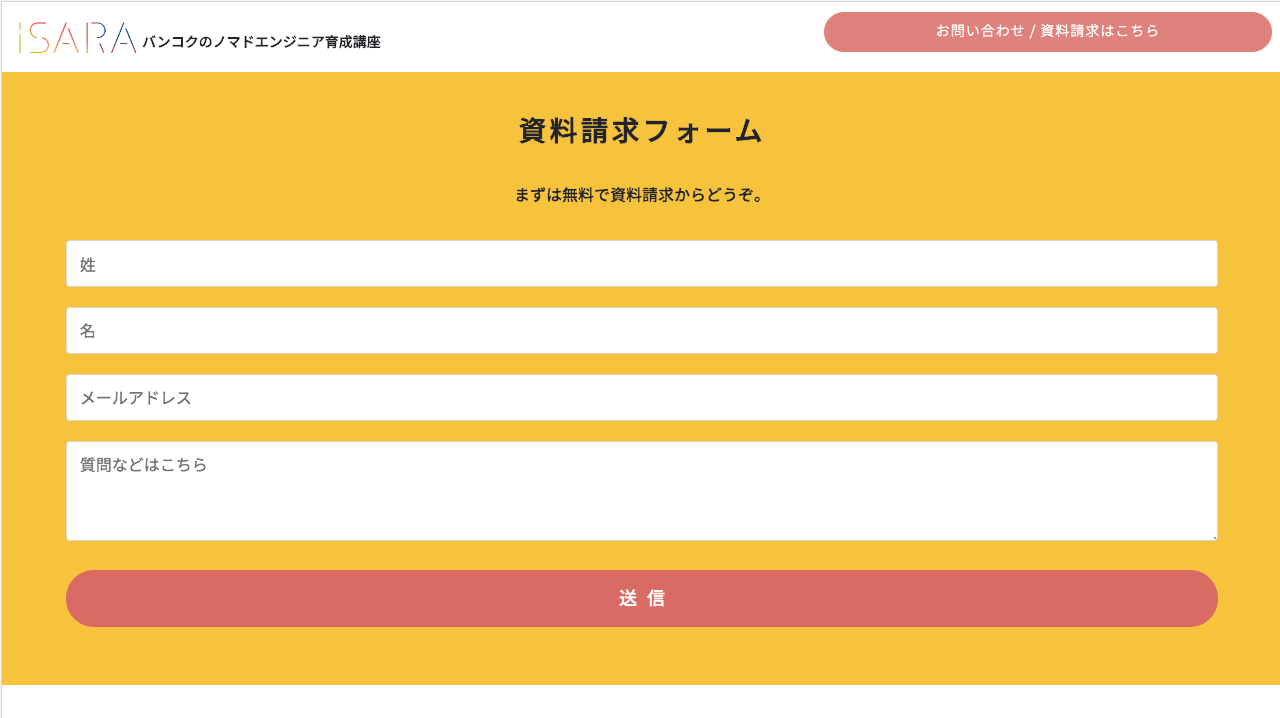 iSARA バンコクのノマドエンジニア育成講座
お問い合わせ / 資料請求はこちら
資料請求フォーム
まずは無料で資料請求からどうぞ。
姓
名
メールアドレス
質問などはこちら
送信